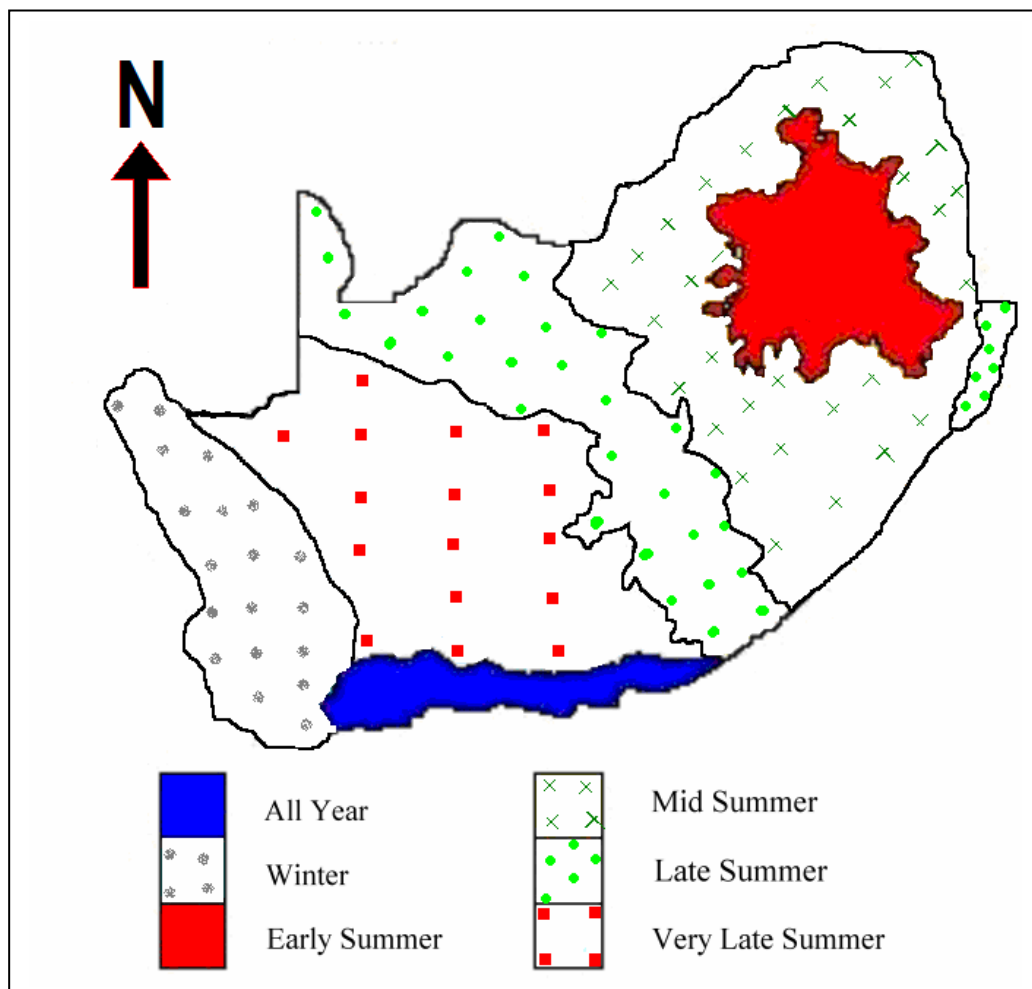 N
All Year
Winter
Early Summer
Mid Summer
Late Summer
Very Late Summer